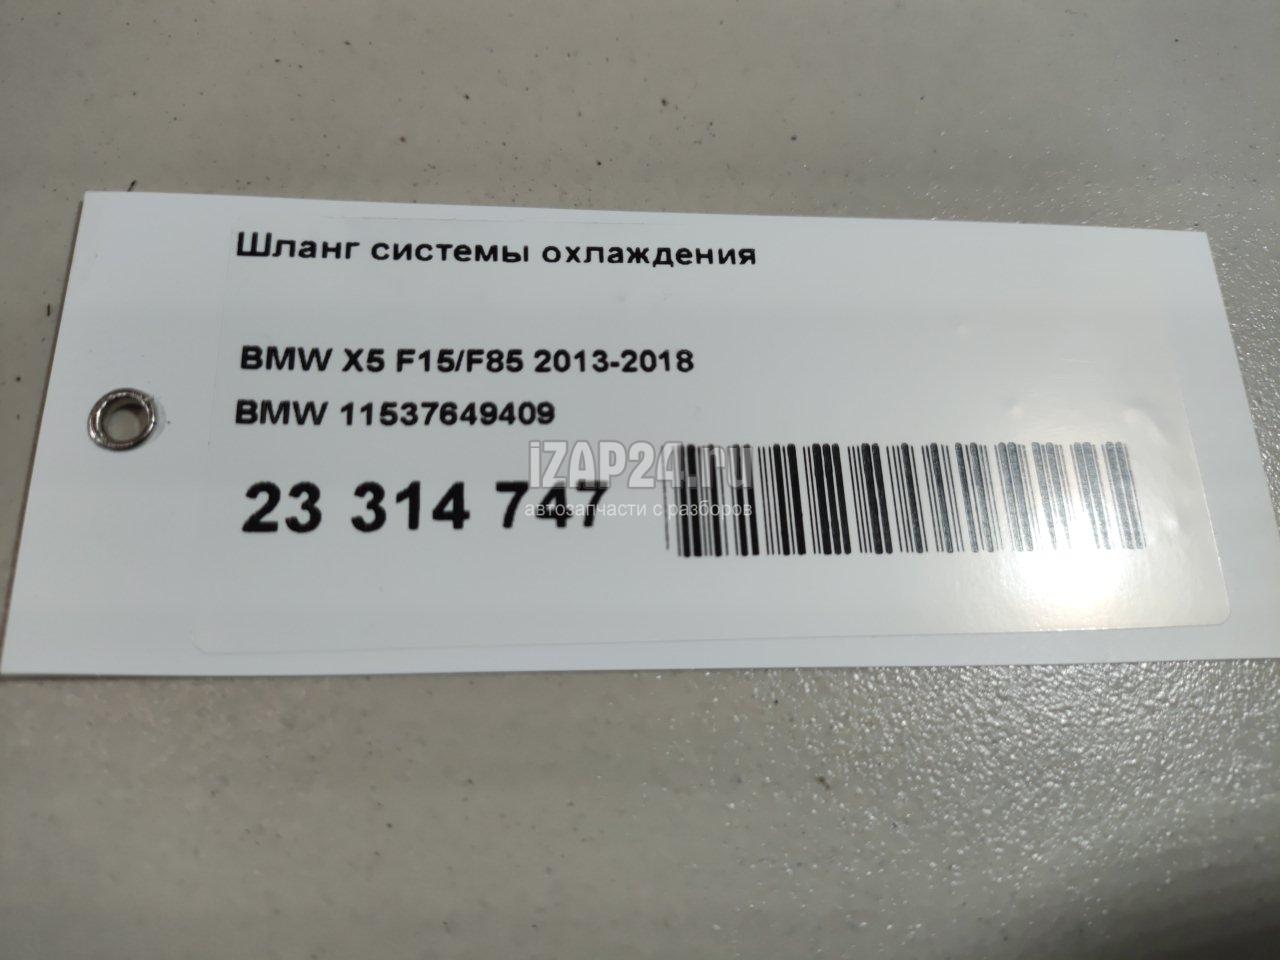 Шланг системы охлаждения
BMW X5 F15/F85 2013-2018
BMW 11537649409
iZAP24.ru
23 314 747
автозапчасти с разборов